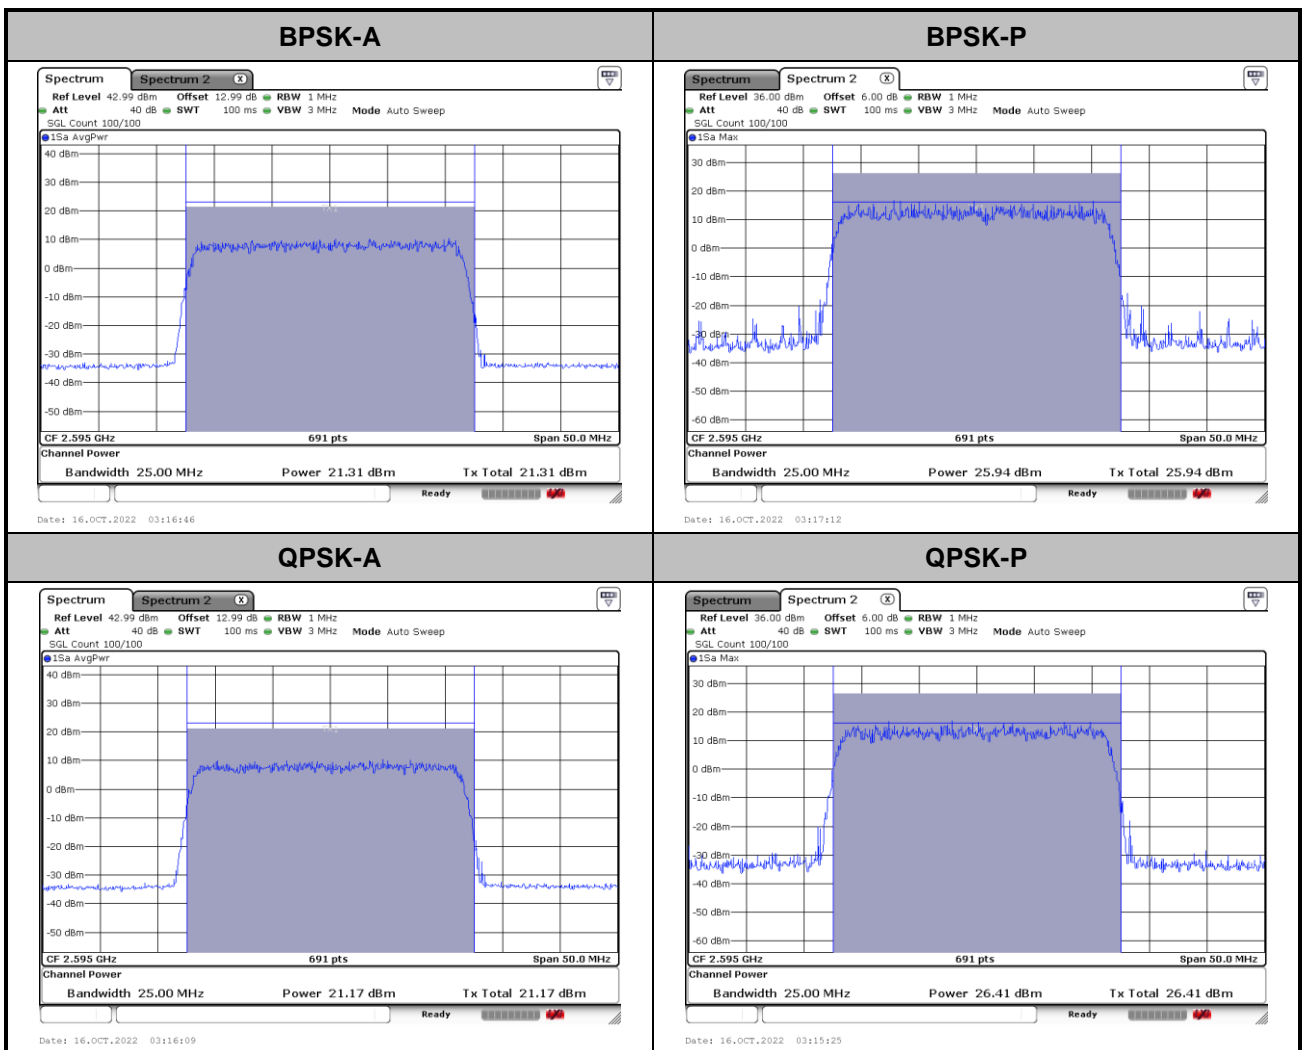 BPSK-A
BPSK-P
Spectrum Spectrum 2 X
Ref Level 42.99 dBm Offset 12.99 dB RBW 1 MHz
Att 40 dB SWT 100 ms VBW 3 MHz Mode Auto Sweep
SGL Count 100/100
1Sa AvgPwr
40 dBm
30 dBm
20 dBm
10 dBm
0 dBm
-10 dBm
-20 dBm
-30 dBm
-40 dBm
-50 dBm
CF 2.595 GHz 691 pts Span 50.0 MHz
Channel Power
Bandwidth 25.00 MHz Power 21.31 dBm Tx Total 21.31 dBm
Ready
Date: 16.OCT.2022 03:16:46
Spectrum Spectrum 2 X
Ref Level 36.00 dBm Offset 6.00 dB RBW 1 MHz
Att 40 dB SWT 100 ms VBW 3 MHz Mode Auto Sweep
SGL Count 100/100
1Sa Max
30 dBm
20 dBm
10 dBm
0 dBm
-10 dBm
-20 dBm
-30 dBm
-40 dBm
-50 dBm
-60 dBm
CF 2.595 GHz 691 pts Span 50.0 MHz
Channel Power
Bandwidth 25.00 MHz Power 25.94 dBm Tx Total 25.94 dBm
Ready
Date: 16.OCT.2022 03:17:12
QPSK-A
QPSK-P
Spectrum Spectrum 2 X
Ref Level 42.99 dBm Offset 12.99 dB RBW 1 MHz
Att 40 dB SWT 100 ms VBW 3 MHz Mode Auto Sweep
SGL Count 100/100
1Sa AvgPwr
40 dBm
30 dBm
20 dBm
10 dBm
0 dBm
-10 dBm
-20 dBm
-30 dBm
-40 dBm
-50 dBm
CF 2.595 GHz 691 pts Span 50.0 MHz
Channel Power
Bandwidth 25.00 MHz Power 21.17 dBm Tx Total 21.17 dBm
Ready
Date: 16.OCT.2022 03:16:09
Spectrum Spectrum 2 X
Ref Level 36.00 dBm Offset 6.00 dB RBW 1 MHz
Att 40 dB SWT 100 ms VBW 3 MHz Mode Auto Sweep
SGL Count 100/100
1Sa Max
30 dBm
20 dBm
10 dBm
0 dBm
-10 dBm
-20 dBm
-30 dBm
-40 dBm
-50 dBm
-60 dBm
CF 2.595 GHz 691 pts Span 50.0 MHz
Channel Power
Bandwidth 25.00 MHz Power 26.41 dBm Tx Total 26.41 dBm
Ready
Date: 16.OCT.2022 03:15:25